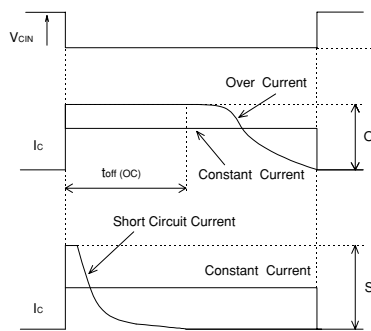 VCIN
Over Current
IC
Constant Current
toff (OC)
Short Circuit Current
Constant Current
IC
S